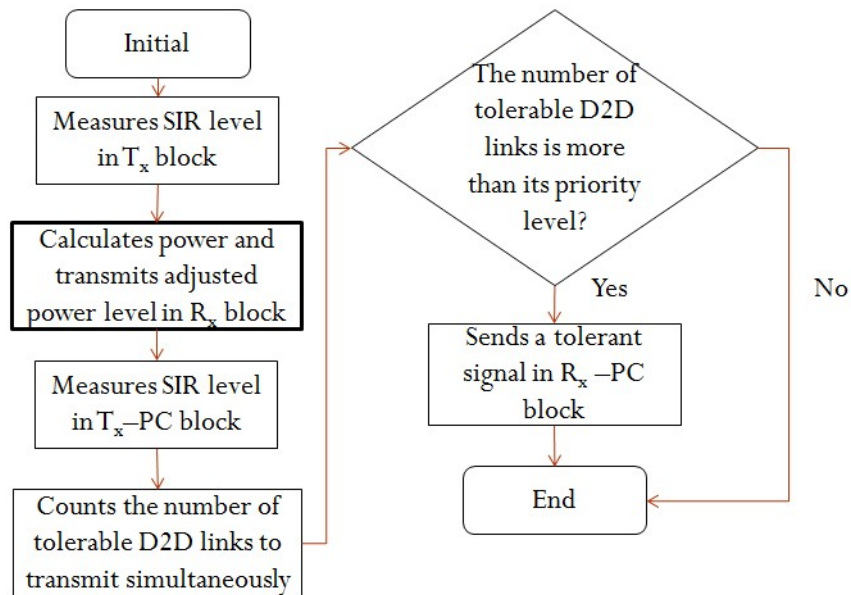 Initial
Measures SIR level
in Tₓ block
Calculates power and
transmits adjusted
power level in Rₓ block
Measures SIR level
in Tₓ–PC block
Counts the number of
tolerable D2D links to
transmit simultaneously
The number of
tolerable D2D
links is more
than its priority
level?
Yes
No
Sends a tolerant
signal in Rₓ –PC
block
End